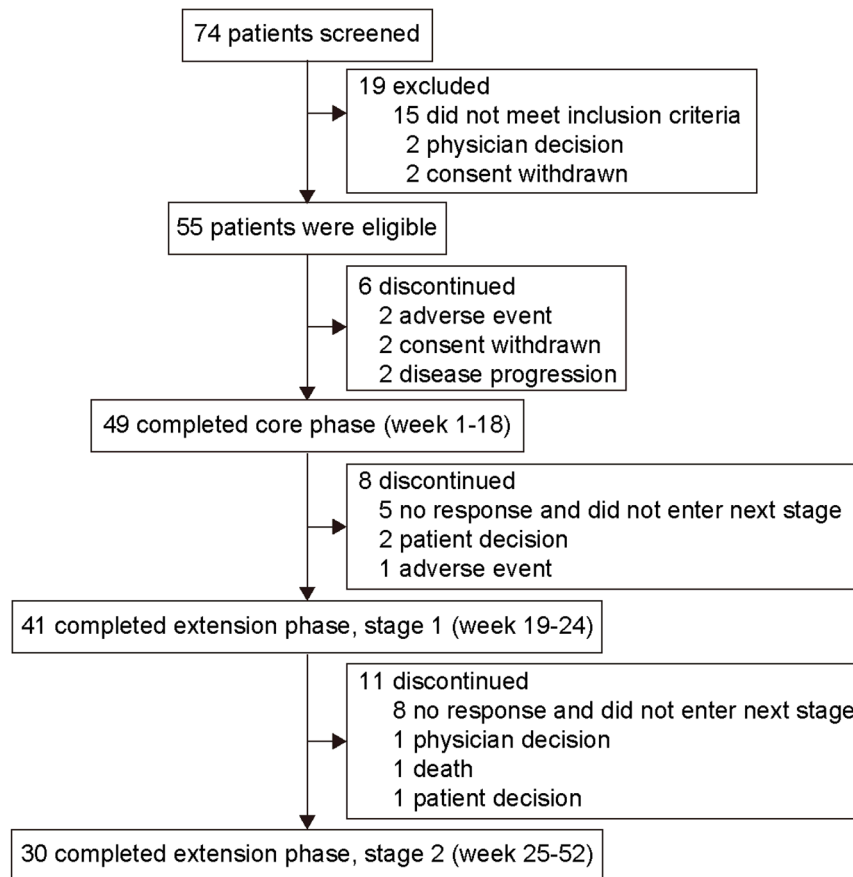 74 patients screened
19 excluded
15 did not meet inclusion criteria
2 physician decision
2 consent withdrawn
55 patients were eligible
6 discontinued
2 adverse event
2 consent withdrawn
2 disease progression
49 completed core phase (week 1-18)
8 discontinued
5 no response and did not enter next stage
2 patient decision
1 adverse event
41 completed extension phase, stage 1 (week 19-24)
11 discontinued
8 no response and did not enter next stage
1 physician decision
1 death
1 patient decision
30 completed extension phase, stage 2 (week 25-52)